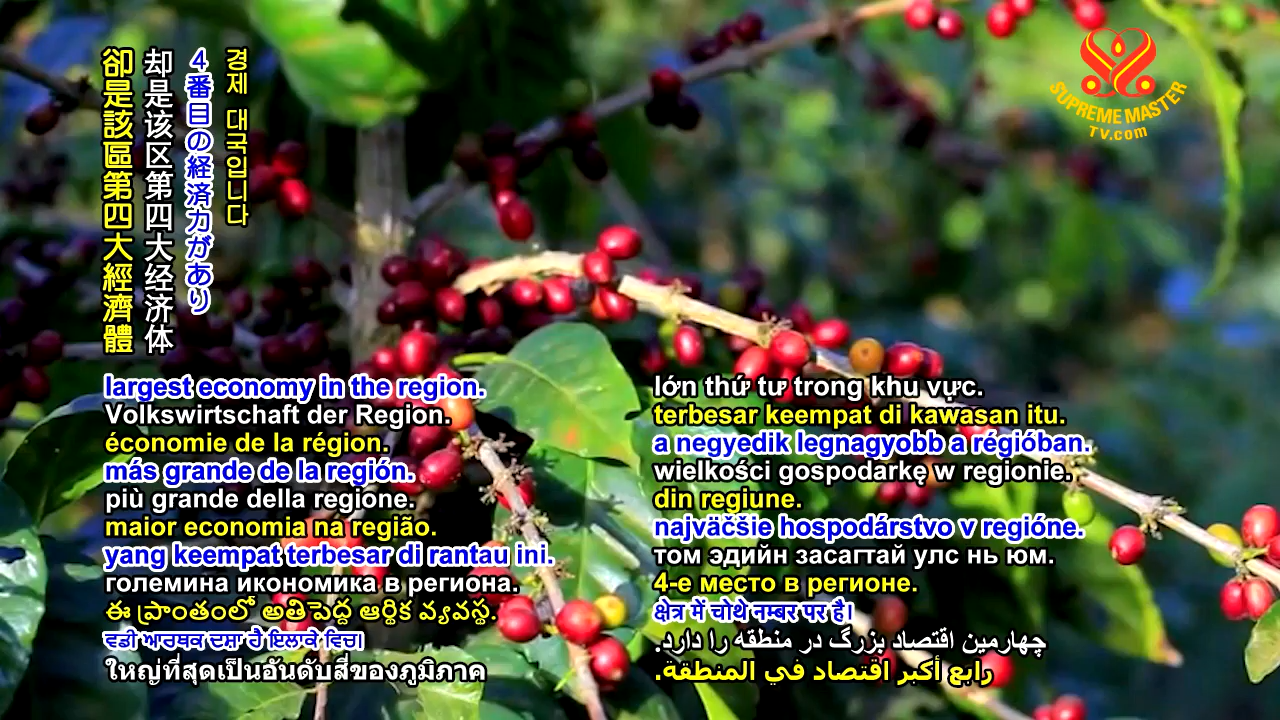 경제 대국입니다
4番目の経済力があり
却是该区第四大经济体
卻是該區第四大經濟體
SUPREME MASTER
TV.com
largest economy in the region.
Volkswirtschaft der Region.
économie de la région.
más grande de la región.
più grande della regione.
maior economia na região.
yang keempat terbesar di rantau ini.
големина икономика в региона.
ఈ ప్రాంతంలో అతిపెద్ద ఆర్థిక వ్యవస్థ.
ਵਡੀ ਆਰਥਕ ਦਸ਼ਾ ਹੈ ਇਲਾਕੇ ਵਿਚ।
ใหญ่ที่สุดเป็นอันดับสี่ของภูมิภาค
lớn thứ tư trong khu vực.
terbesar keempat di kawasan itu.
a negyedik legnagyobb a régióban.
wielkości gospodarkę w regionie.
din regiune.
najväčšie hospodárstvo v regióne.
том эдийн засагтай улс нь юм.
4-е место в регионе.
क्षेत्र में चोथे नम्बर पर है।
چهارمین اقتصاد بزرگ در منطقه را دارد.
رابع أكبر اقتصاد في المنطقة.